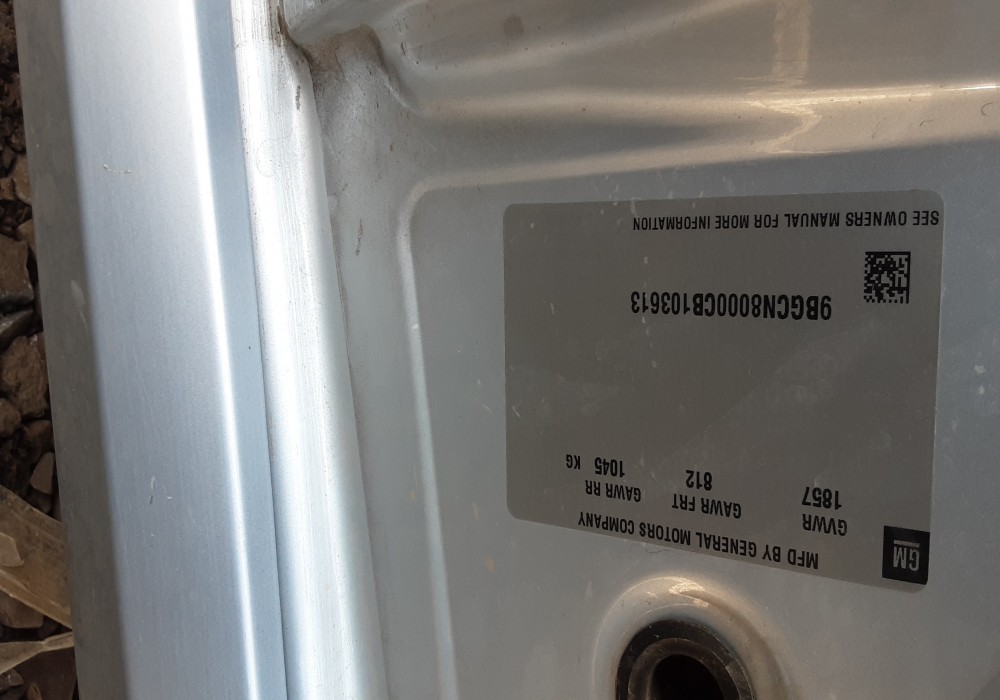 GM MFD BY GENERAL MOTORS COMPANY
GVWR GAWR FRT GAWR RR
1857 812 1045 KG
9BGCN8000CB103613
SEE OWNERS MANUAL FOR MORE INFORMATION